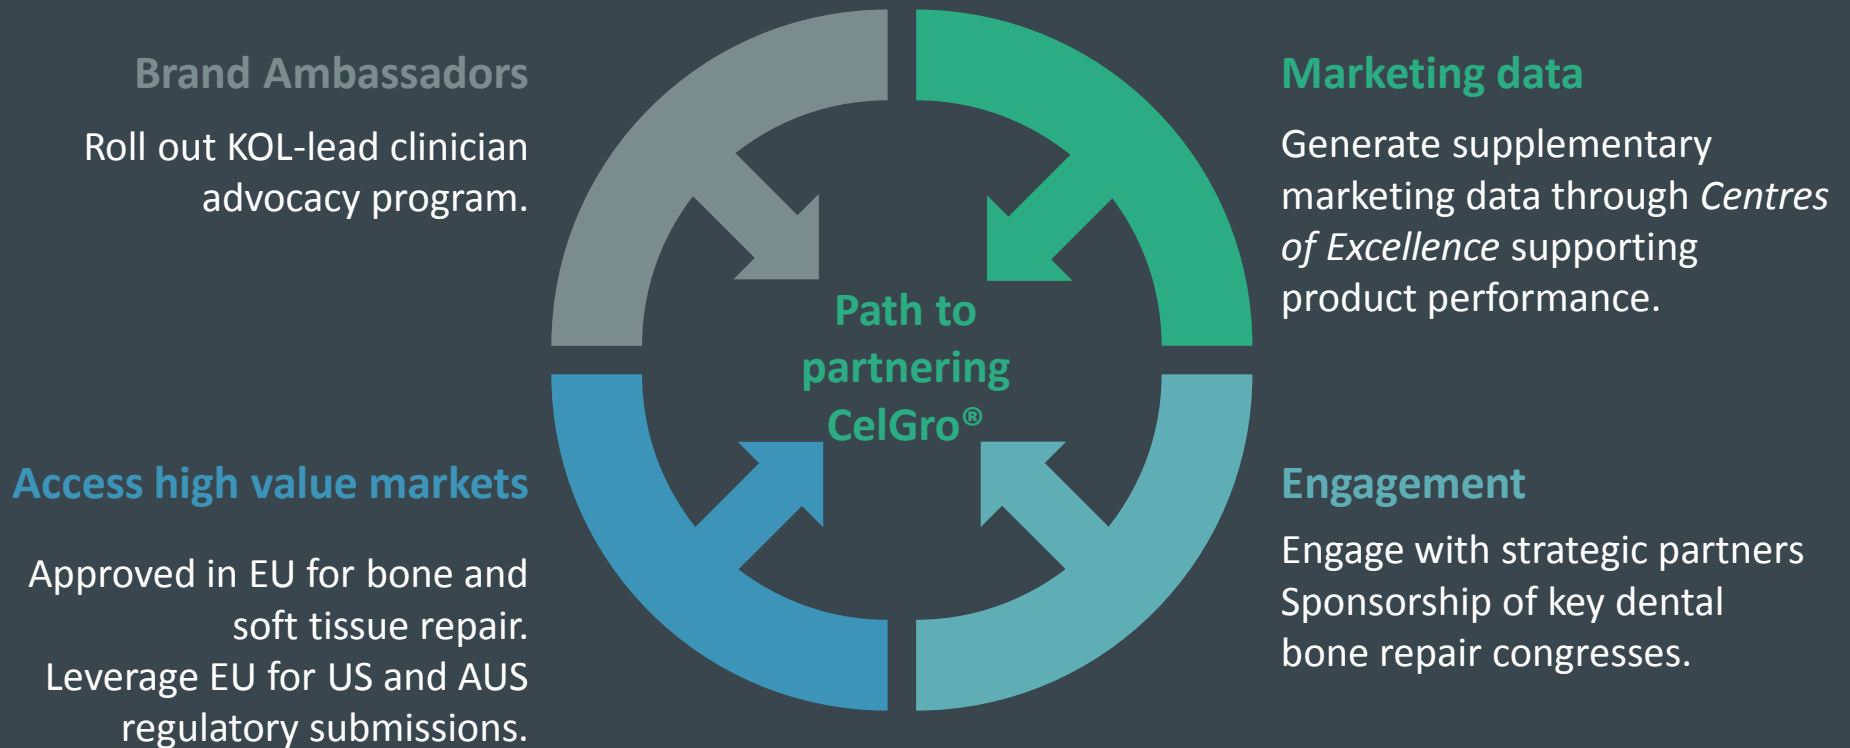 Brand Ambassadors
Roll out KOL-lead clinician
advocacy program.
Marketing data
Generate supplementary
marketing data through Centres
of Excellence supporting
product performance.
Path to
partnering
CelGro®
Access high value markets
Approved in EU for bone and
soft tissue repair.
Leverage EU for US and AUS
regulatory submissions.
Engagement
Engage with strategic partners
Sponsorship of key dental
bone repair congresses.